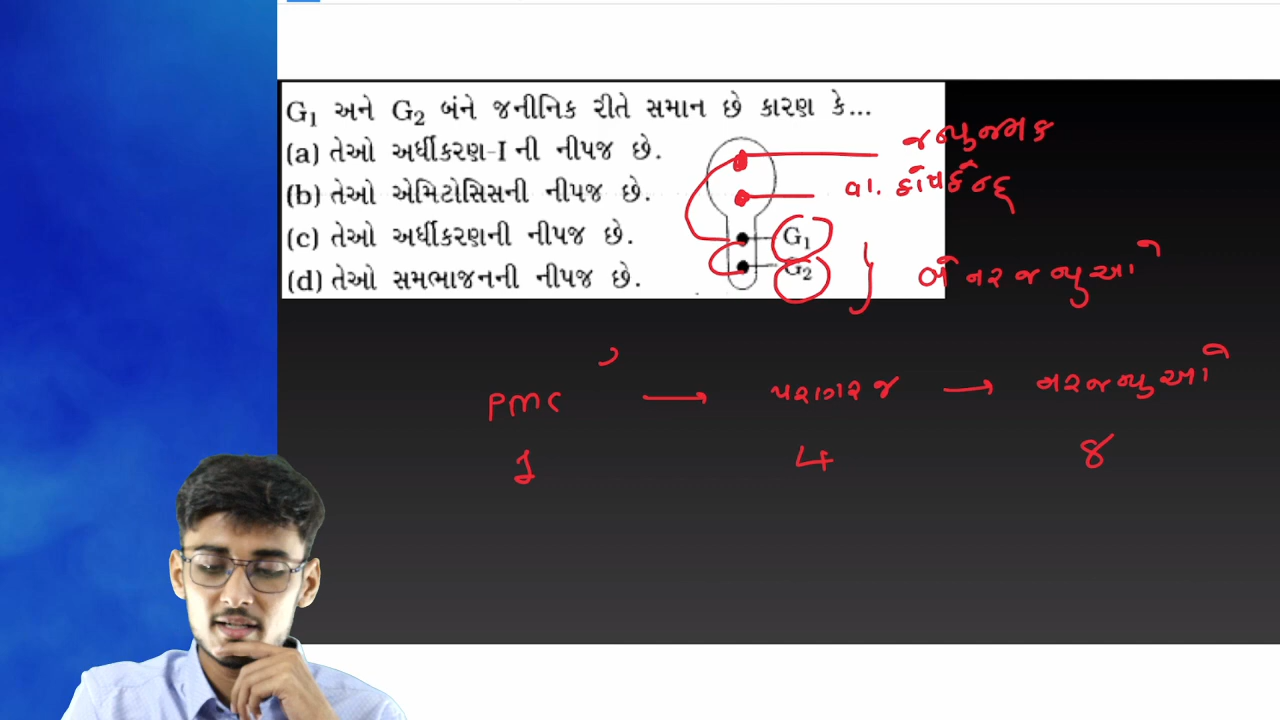 G₁ અને G₂ બંને જનીનિક રીતે સમાન છે કારણ કે...
(a) તેઓ અર્ધીકરણ-I ની નીપજ છે.
(b) તેઓ એમિટોસિસની નીપજ છે.
(c) તેઓ અર્ધીકરણની નીપજ છે.
(d) તેઓ સમભાજનની નીપજ છે.
G₁
G₂
જન્યુજનક
વા. કોષકેન્દ્ર
બે નરજન્યુઓ
PMC → પરાગરજ → નરજન્યુઓ
1 4 8